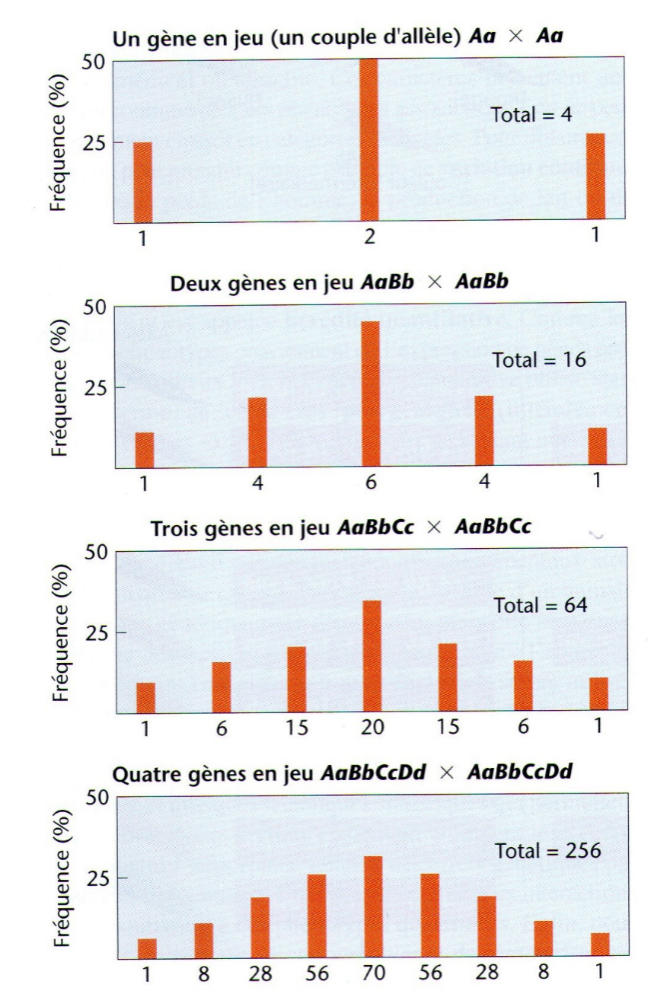 Un gène en jeu (un couple d'allèle) Aa × Aa
Fréquence (%)
50
25
Total = 4
1 2 1
Deux gènes en jeu AaBb × AaBb
Fréquence (%)
50
25
Total = 16
1 4 6 4 1
Trois gènes en jeu AaBbCc × AaBbCc
Fréquence (%)
50
25
Total = 64
1 6 15 20 15 6 1
Quatre gènes en jeu AaBbCcDd × AaBbCcDd
Fréquence (%)
50
25
Total = 256
1 8 28 56 70 56 28 8 1